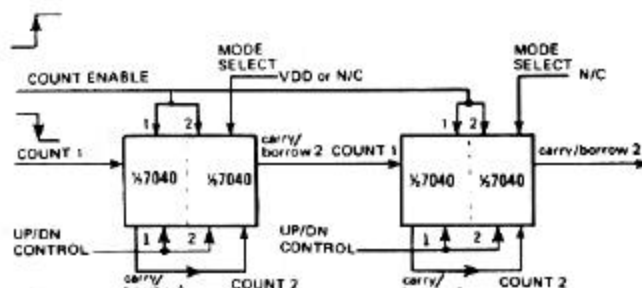 MODE
SELECT
VDD or N/C
COUNT ENABLE
MODE
SELECT
N/C
1 2
1 2
COUNT 1
½7040 ½7040
carry/
borrow 2
COUNT 1
½7040 ½7040
carry/borrow 2
UP/DN
CONTROL
1 2
UP/DN
CONTROL
1 2
carry/
COUNT 2
carry/
COUNT 2